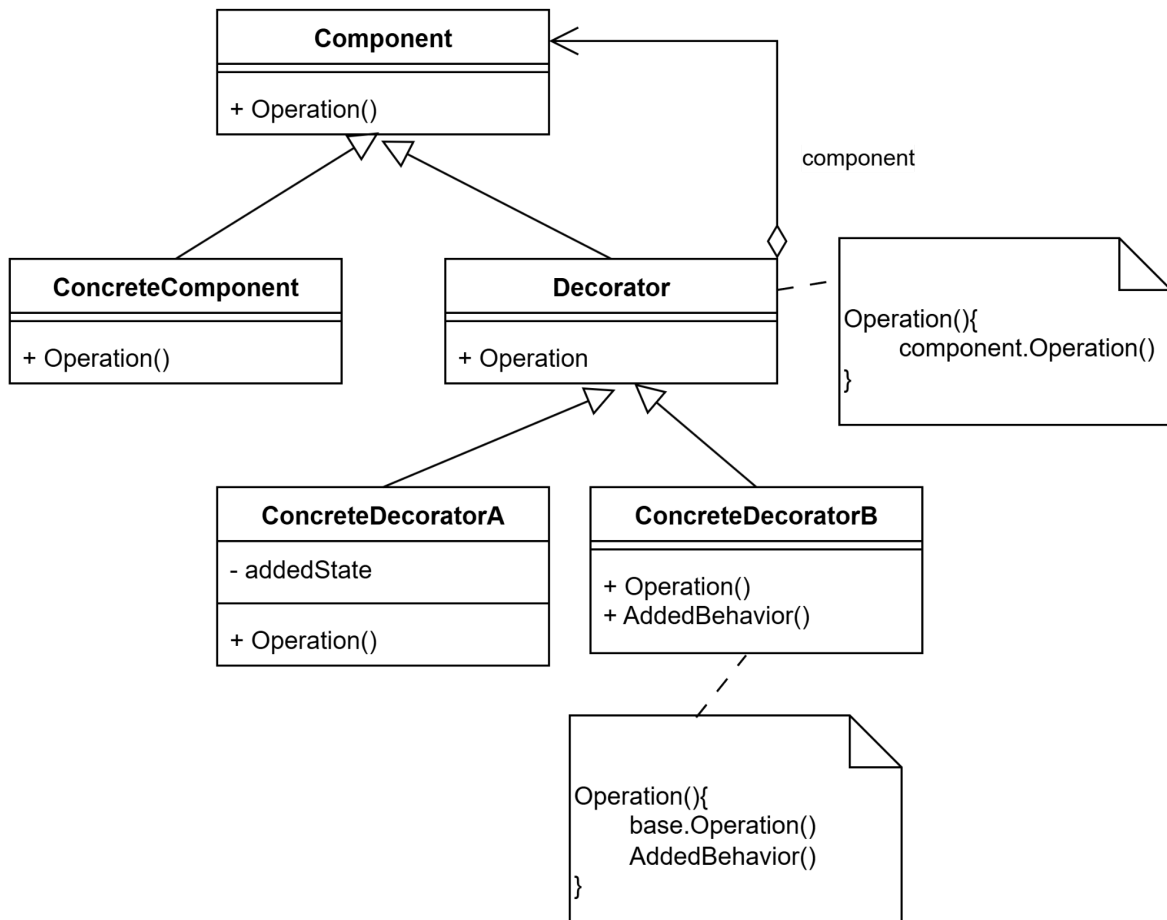 Component
+ Operation()
component
ConcreteComponent
+ Operation()
Decorator
+ Operation
Operation(){
component.Operation()
}
ConcreteDecoratorA
- addedState
+ Operation()
ConcreteDecoratorB
+ Operation()
+ AddedBehavior()
Operation(){
base.Operation()
AddedBehavior()
}